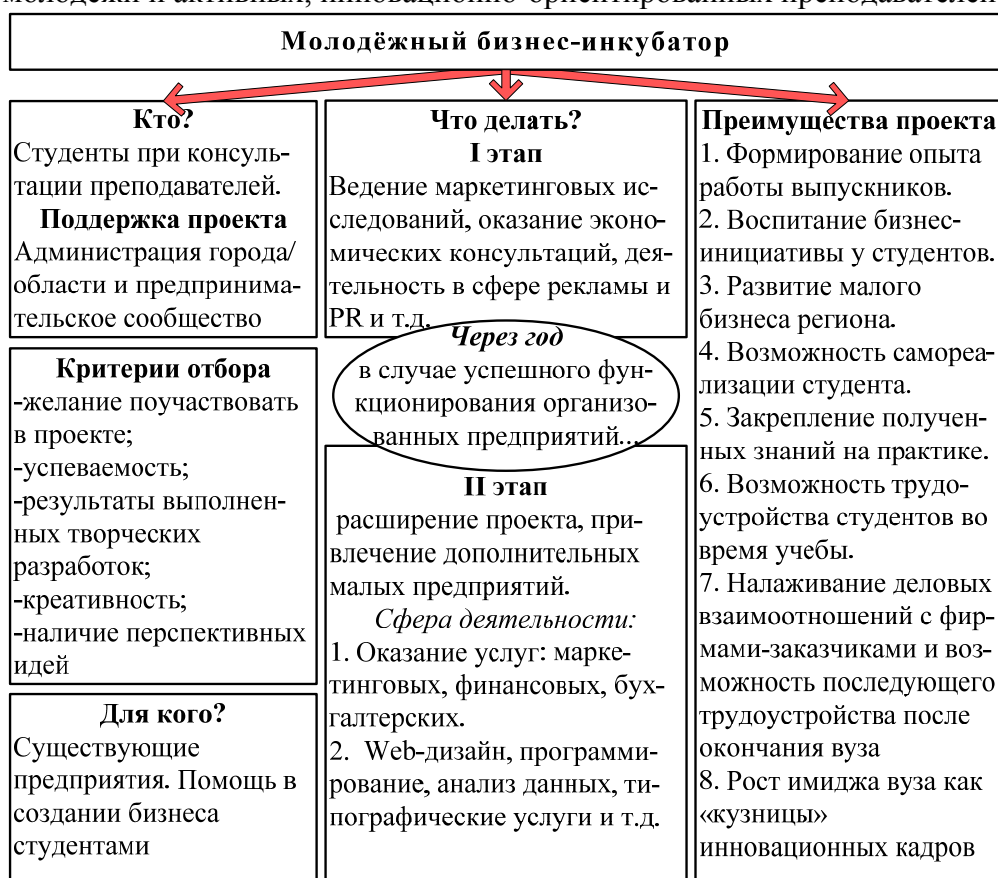 молодежи и активных, инновационно-ориентированных преподавателей
Молодёжный бизнес-инкубатор
Кто?
Студенты при консуль-
тации преподавателей.
Поддержка проекта
Администрация города/
области и предпринима-
тельское сообщество
Критерии отбора
-желание поучаствовать
в проекте;
-успеваемость;
-результаты выполнен-
ных творческих
разработок;
-креативность;
-наличие перспективных
идей
Для кого?
Существующие
предприятия. Помощь в
создании бизнеса
студентами
Что делать?
I этап
Ведение маркетинговых ис-
следований, оказание эконо-
мических консультаций, дея-
тельность в сфере рекламы и
PR и т.д.
Через год
в случае успешного фун-
кционирования организо-
ванных предприятий...
II этап
расширение проекта, при-
влечение дополнительных
малых предприятий.
Сфера деятельности:
1. Оказание услуг: марке-
тинговых, финансовых, бух-
галтерских.
2. Web-дизайн, программи-
рование, анализ данных, ти-
пографические услуги и т.д.
Преимущества проекта
1. Формирование опыта
работы выпускников.
2. Воспитание бизнес-
инициативы у студентов.
3. Развитие малого
бизнеса региона.
4. Возможность самореа-
лизации студента.
5. Закрепление получен-
ных знаний на практике.
6. Возможность трудо-
устройства студентов во
время учебы.
7. Налаживание деловых
взаимоотношений с фир-
мами-заказчиками и воз-
можность последующего
трудоустройства после
окончания вуза
8. Рост имиджа вуза как
«кузницы»
инновационных кадров